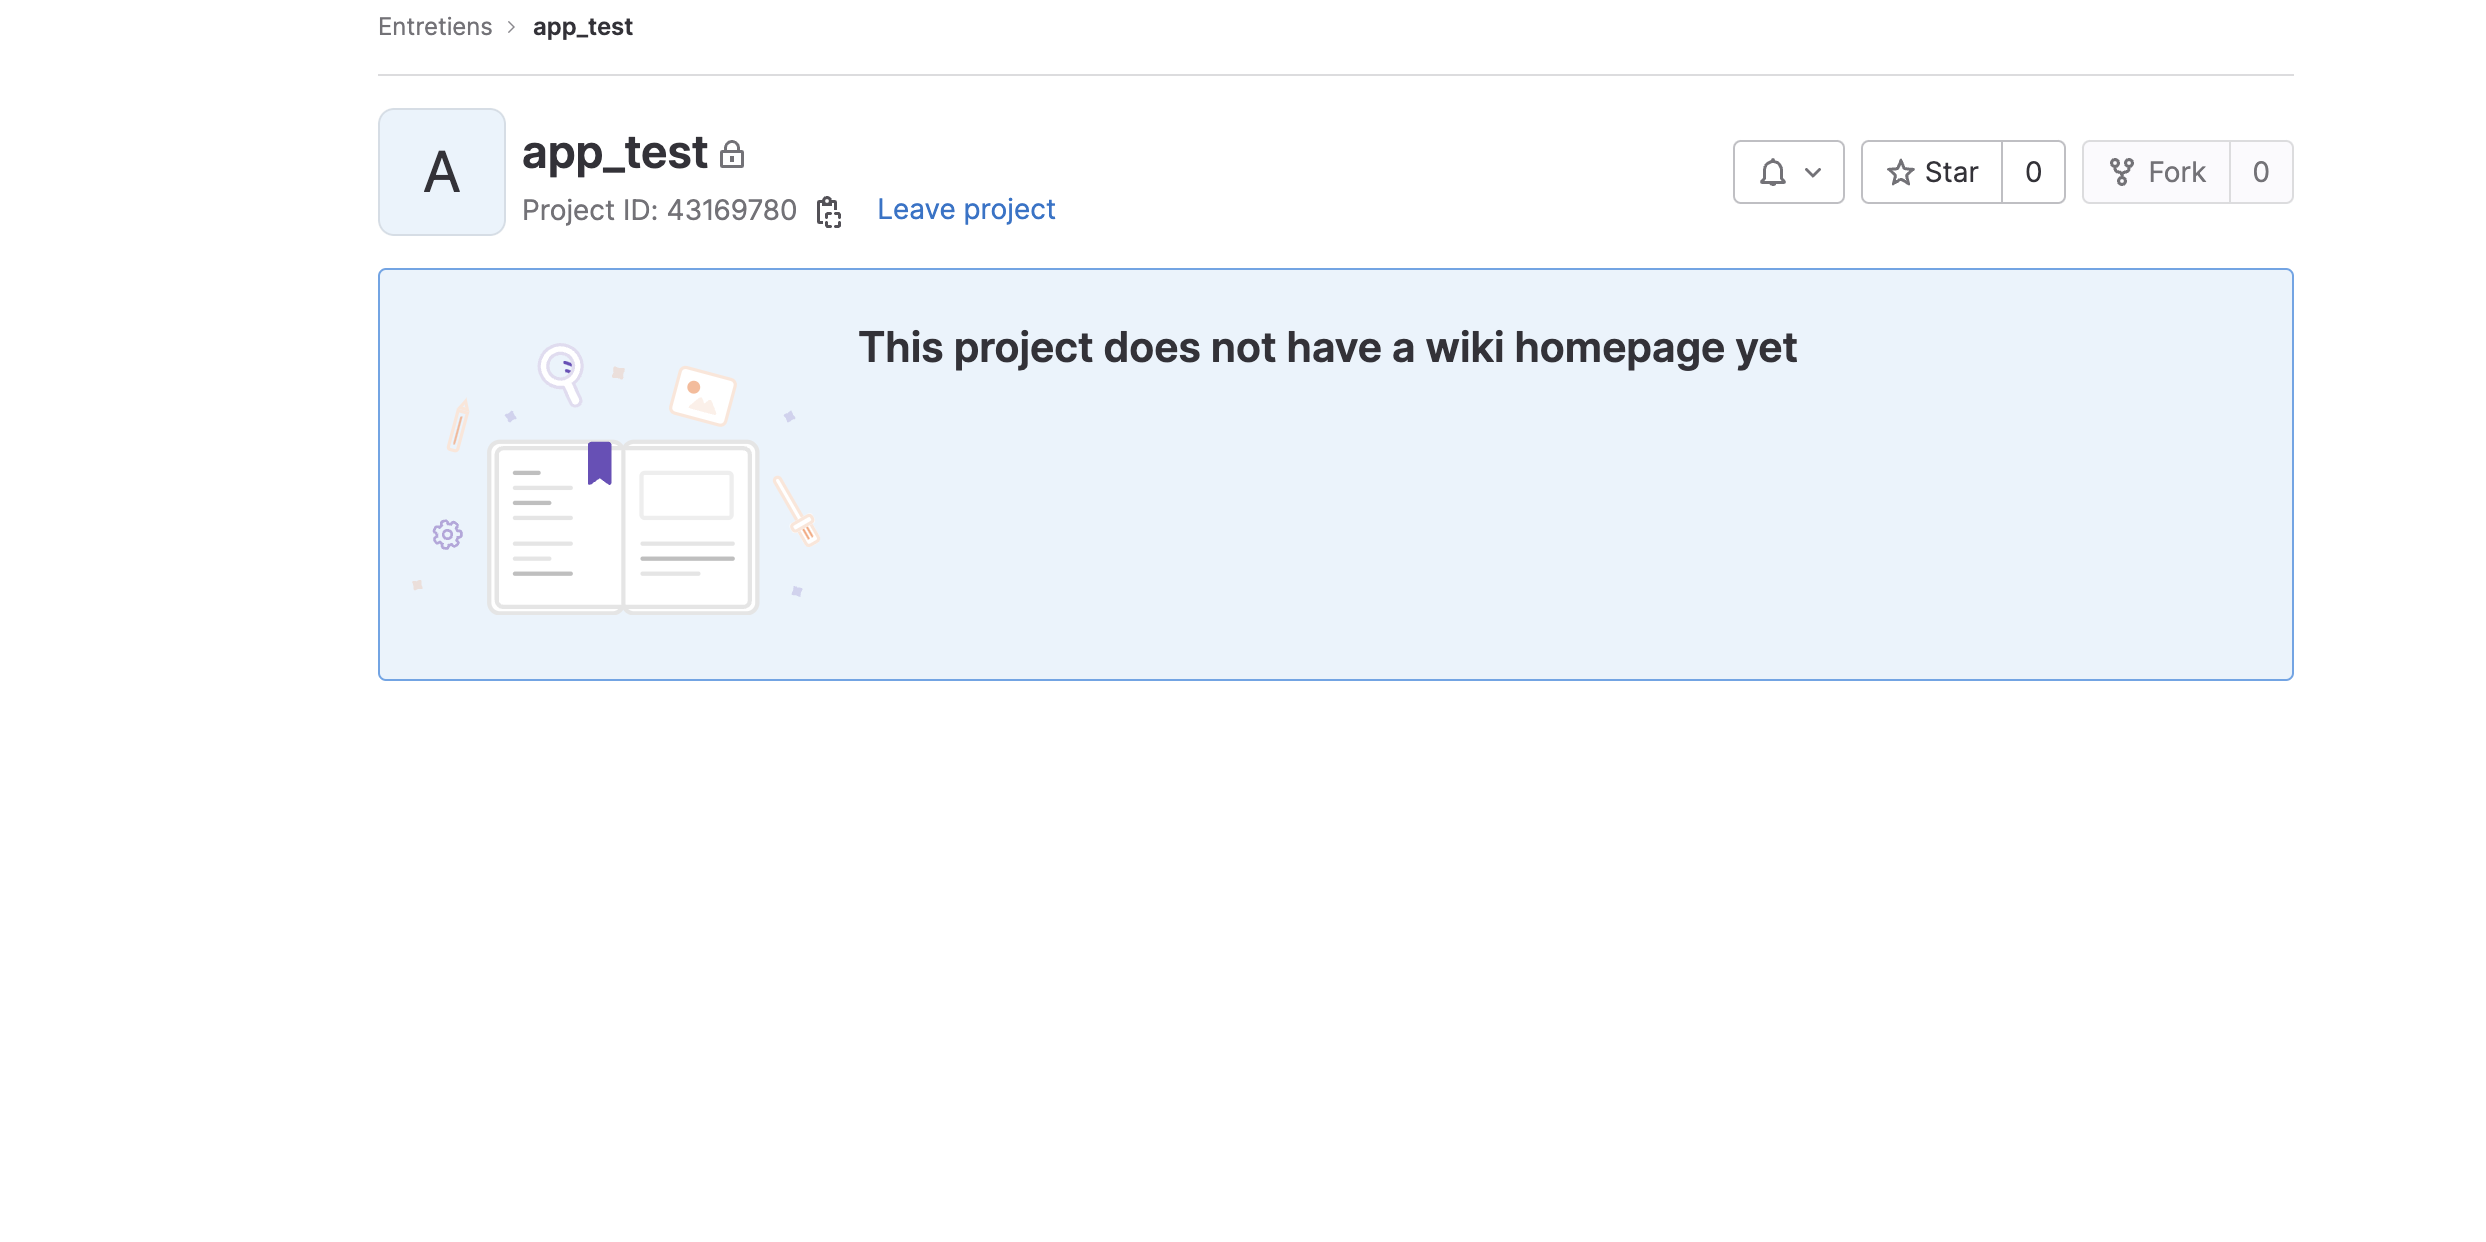 Entretiens > app_test
A
app_test
Project ID: 43169780 Leave project
Star 0 Fork 0
This project does not have a wiki homepage yet